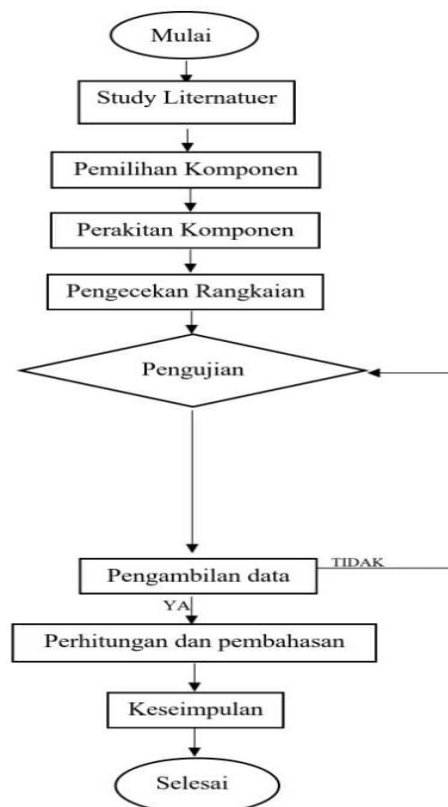 Mulai
Study Liternatuer
Pemilihan Komponen
Perakitan Komponen
Pengecekan Rangkaian
Pengujian
Pengambilan data
TIDAK
YA
Perhitungan dan pembahasan
Keseimpulan
Selesai